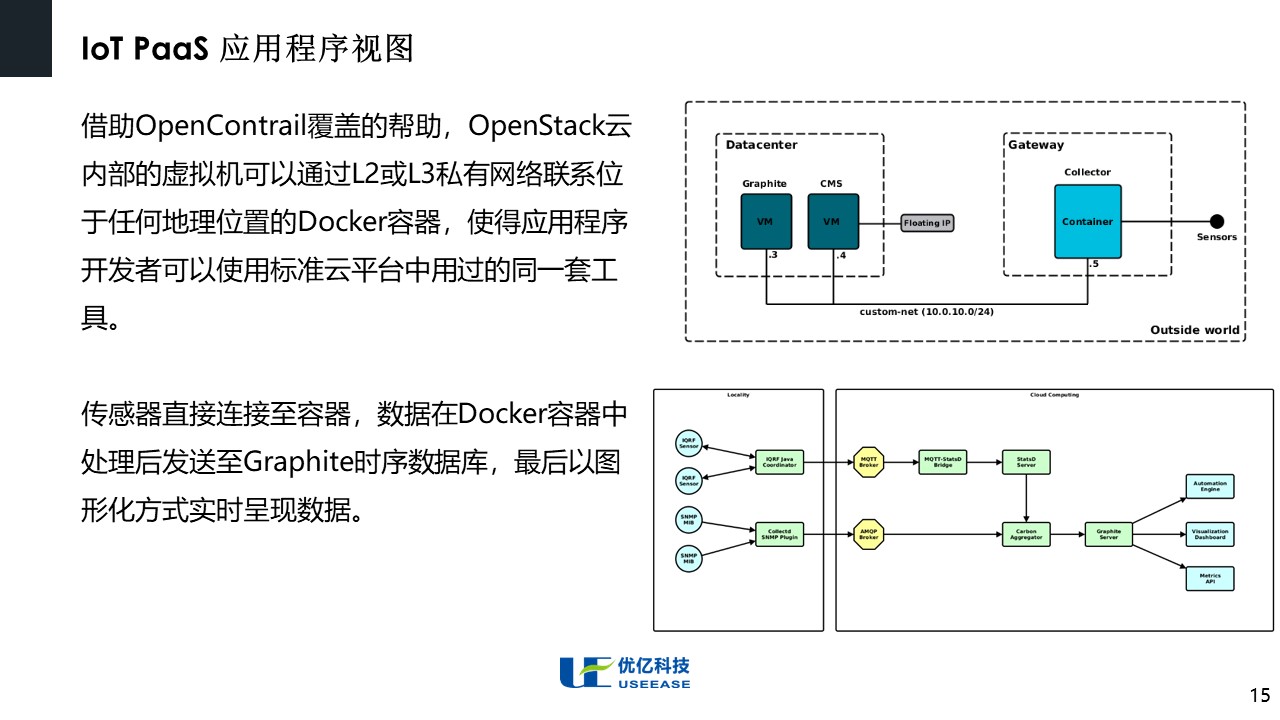 IoT PaaS 应用程序视图
借助OpenContrail覆盖的帮助，OpenStack云
内部的虚拟机可以通过L2或L3私有网络联系位
于任何地理位置的Docker容器，使得应用程序
开发者可以使用标准云平台中用过的同一套工
具。
传感器直接连接至容器，数据在Docker容器中
处理后发送至Graphite时序数据库，最后以图
形化方式实时呈现数据。
Datacenter
Graphite
CMS
VM
VM
Floating IP
.3
.4
Gateway
Collector
Container
Sensors
.5
custom-net (10.0.10.0/24)
Outside world
Locality
IQRF
Sensor
IQRF
Sensor
SNMP
MIB
SNMP
MIB
IQRF Java
Coordinator
Collectd
SNMP Plugin
Cloud Computing
MQTT
Broker
MQTT-StatsD
Bridge
StatsD
Server
AMQP
Broker
Carbon
Aggregator
Graphite
Server
Automation
Engine
Visualization
Dashboard
Metrics
API
优亿科技
USEEASE
15